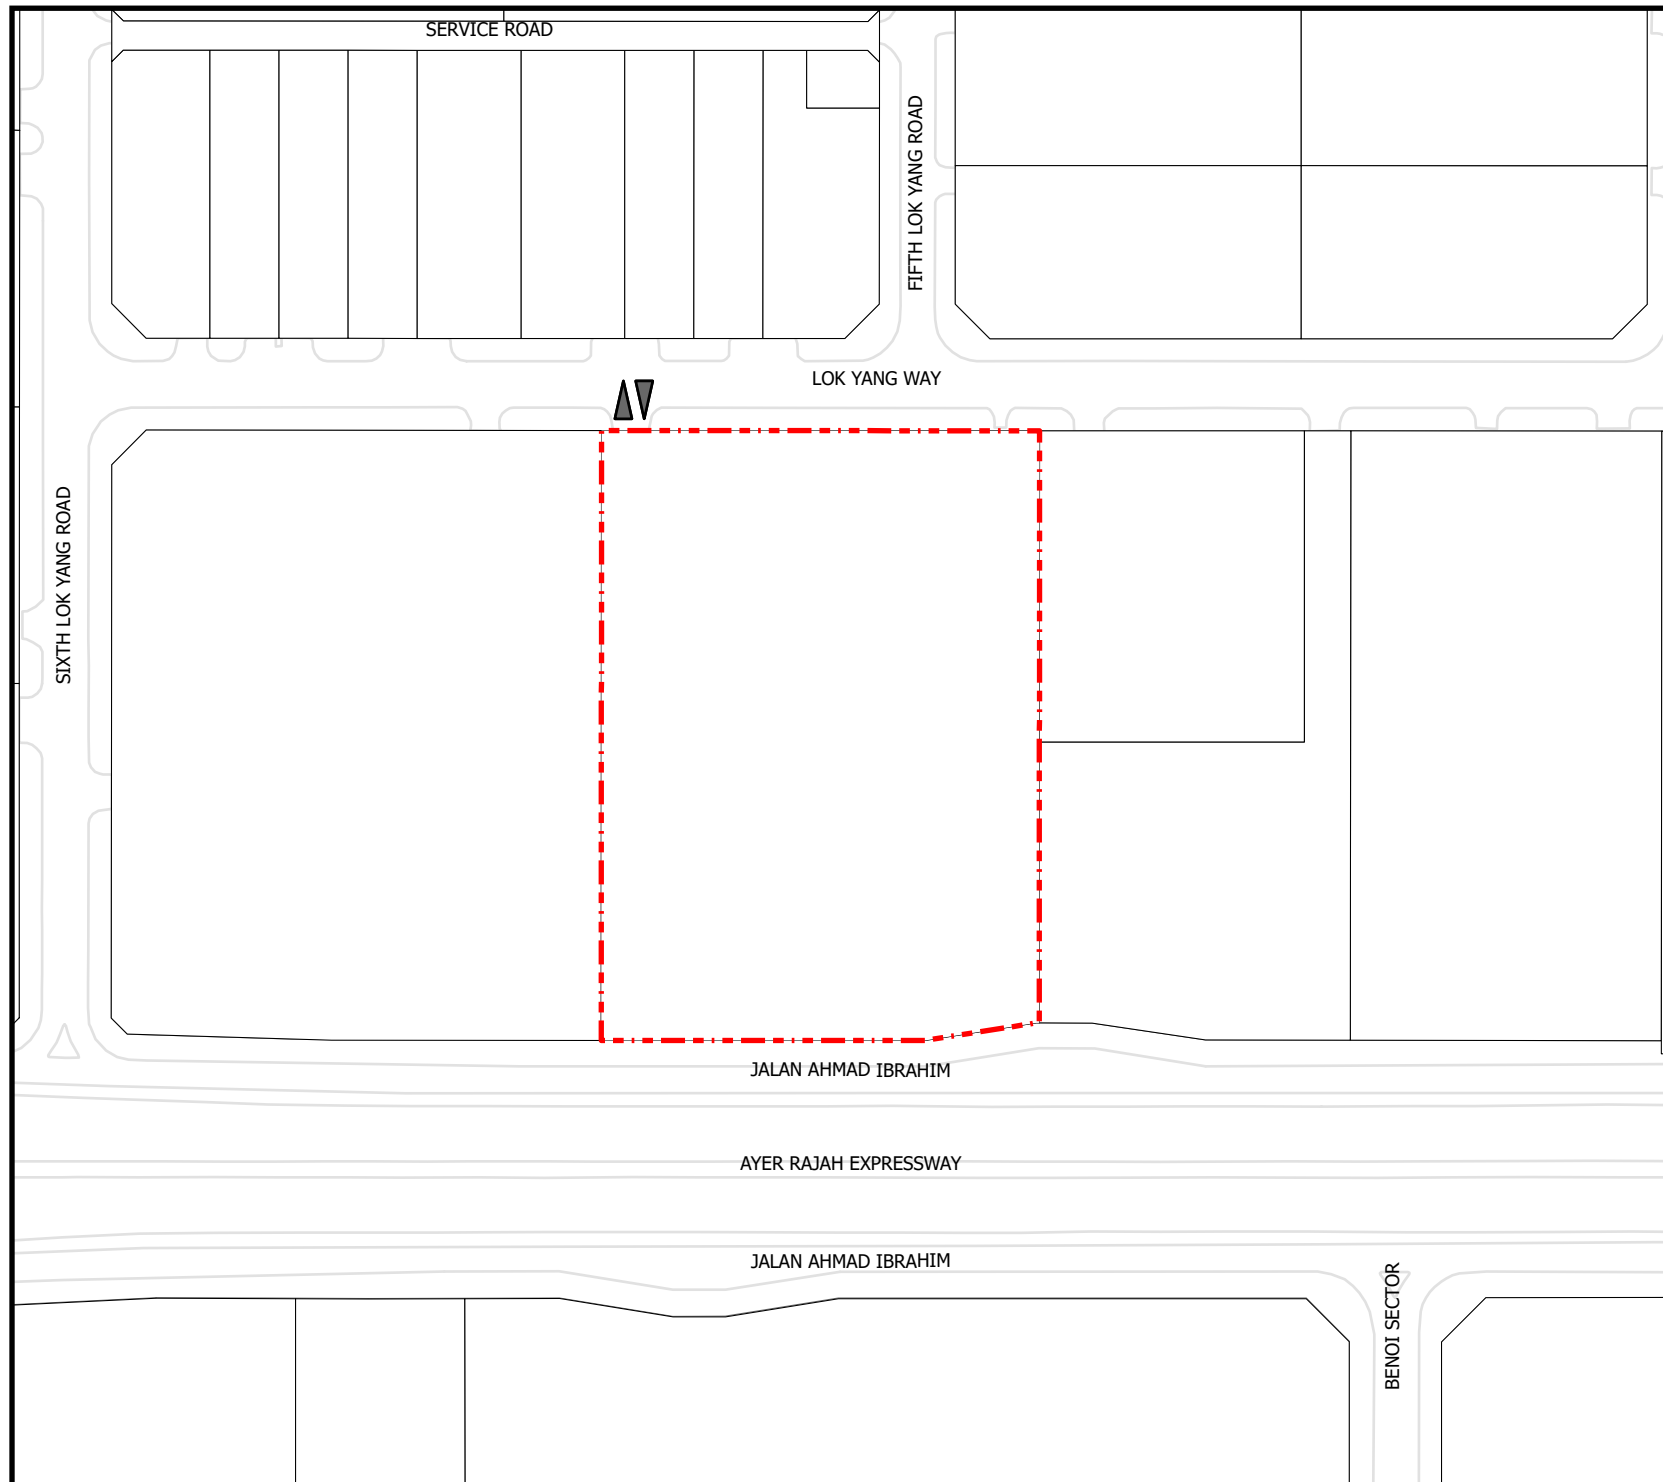 SERVICE ROAD
FIFTH LOK YANG ROAD
LOK YANG WAY
SIXTH LOK YANG ROAD
JALAN AHMAD IBRAHIM
AYER RAJAH EXPRESSWAY
JALAN AHMAD IBRAHIM
BENOI SECTOR